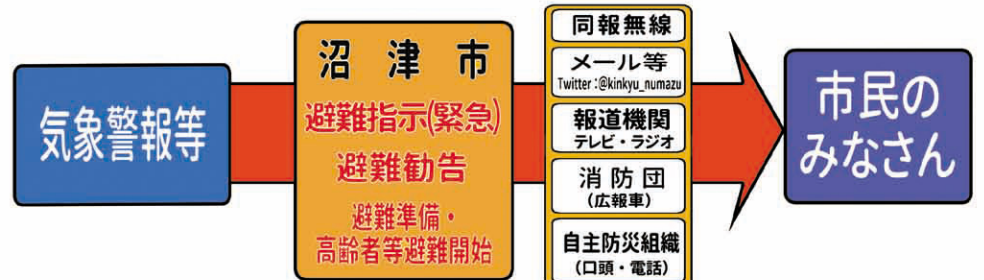 気象警報等
沼津市
避難指示(緊急)
避難勧告
避難準備・
高齢者等避難開始
同報無線
メール等
Twitter:@kinkyu_numazu
報道機関
テレビ・ラジオ
消防団
(広報車)
自主防災組織
(口頭・電話)
市民の
みなさん